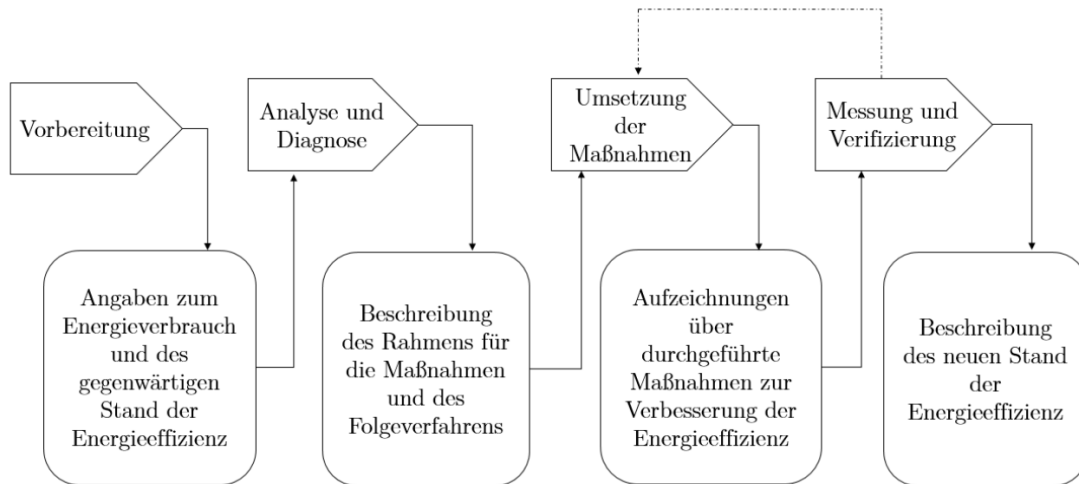 Vorbereitung
Analyse und
Diagnose
Umsetzung
der
Maßnahmen
Messung und
Verifizierung
Angaben zum
Energieverbrauch
und des
gegenwärtigen
Stand der
Energieeffizienz
Beschreibung
des Rahmens für
die Maßnahmen
und des
Folgeverfahrens
Aufzeichnungen
über
durchgeführte
Maßnahmen zur
Verbesserung der
Energieeffizienz
Beschreibung
des neuen Stand
der
Energieeffizienz